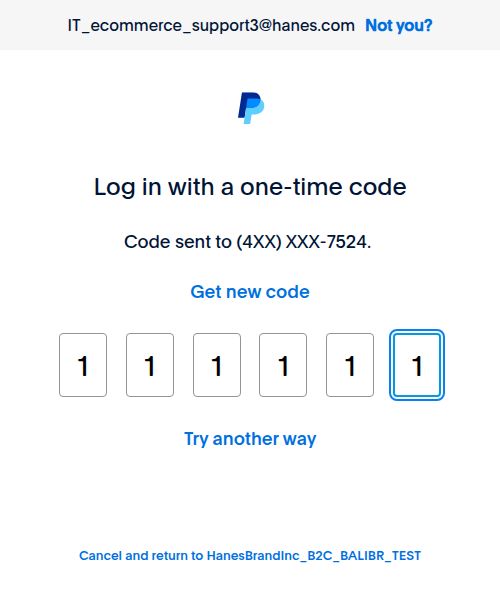 IT_ecommerce_support3@hanes.com Not you?
Log in with a one-time code
Code sent to (4XX) XXX-7524.
Get new code
1 1 1 1 1 1
Try another way
Cancel and return to HanesBrandInc_B2C_BALIBR_TEST